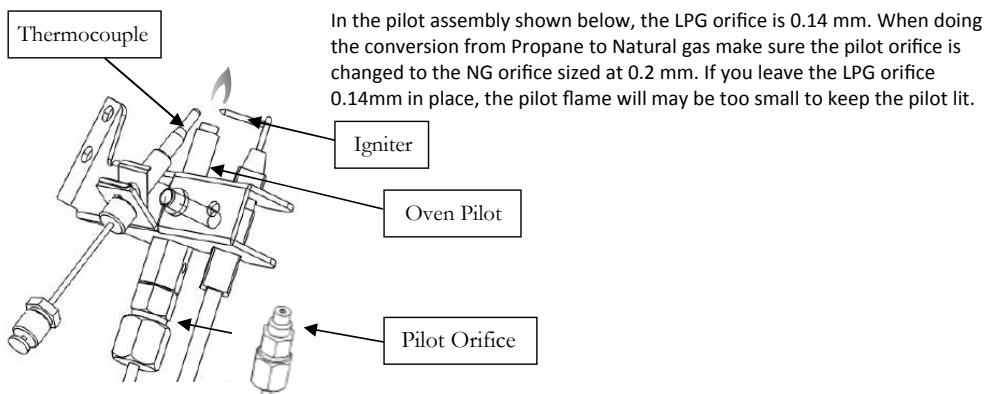 In the pilot assembly shown below, the LPG orifice is 0.14 mm. When doing
the conversion from Propane to Natural gas make sure the pilot orifice is
changed to the NG orifice sized at 0.2 mm. If you leave the LPG orifice
0.14mm in place, the pilot flame will may be too small to keep the pilot lit.
Thermocouple
Igniter
Oven Pilot
Pilot Orifice